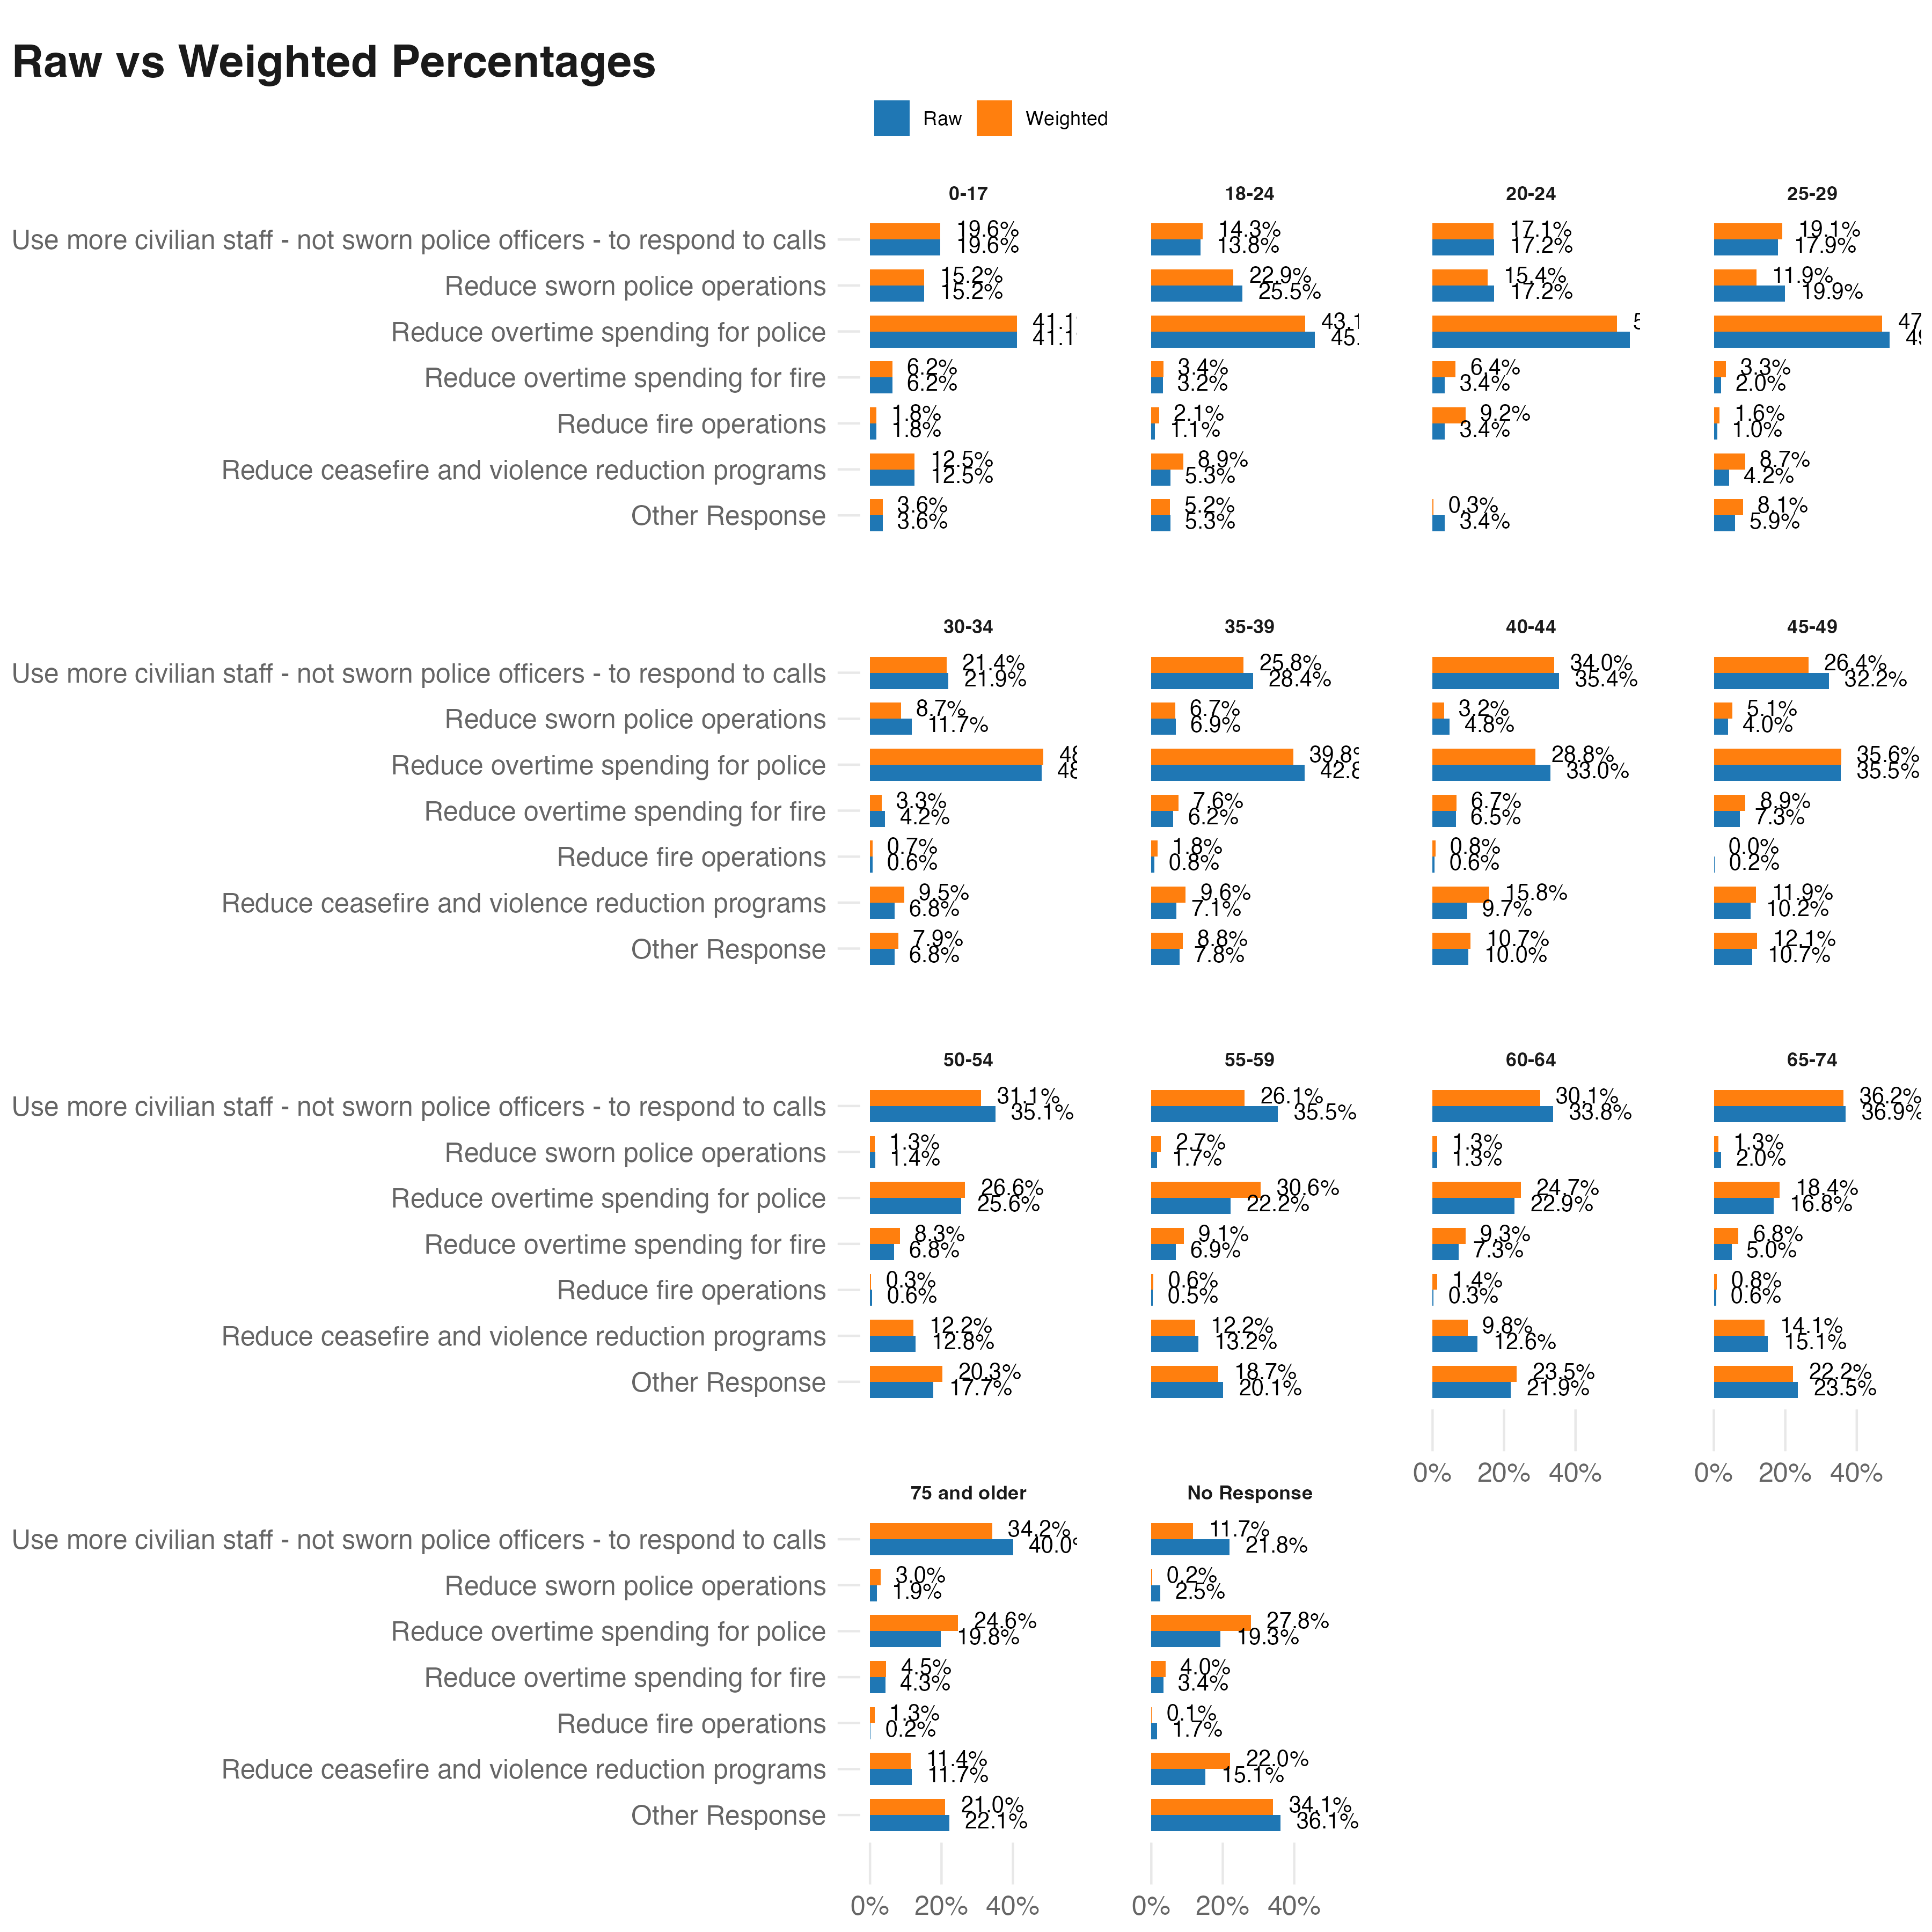 Raw vs Weighted Percentages
Raw Weighted
0-17 18-24 20-24 25-29
Use more civilian staff - not sworn police officers - to respond to calls 19.6% 14.3% 17.1% 19.1%
19.6% 13.8% 17.2% 17.9%
Reduce sworn police operations 15.2% 22.9% 15.4% 11.9%
15.2% 25.5% 17.2% 19.9%
Reduce overtime spending for police 41.1 43.1 5 47
41.1 45. 49
Reduce overtime spending for fire 6.2% 3.4% 6.4% 3.3%
6.2% 3.2% 3.4% 2.0%
Reduce fire operations 1.8% 2.1% 9.2% 1.6%
1.8% 1.1% 3.4% 1.0%
Reduce ceasefire and violence reduction programs 12.5% 8.9% 8.7%
12.5% 5.3% 4.2%
Other Response 3.6% 5.2% 0.3% 8.1%
3.6% 5.3% 3.4% 5.9%
30-34 35-39 40-44 45-49
Use more civilian staff - not sworn police officers - to respond to calls 21.4% 25.8% 34.0% 26.4%
21.9% 28.4% 35.4% 32.2%
Reduce sworn police operations 8.7% 6.7% 3.2% 5.1%
11.7% 6.9% 4.8% 4.0%
Reduce overtime spending for police 48 39.8% 28.8% 35.6%
48 42.8 33.0% 35.5%
Reduce overtime spending for fire 3.3% 7.6% 6.7% 8.9%
4.2% 6.2% 6.5% 7.3%
Reduce fire operations 0.7% 1.8% 0.8% 0.0%
0.6% 0.8% 0.6% 0.2%
Reduce ceasefire and violence reduction programs 9.5% 9.6% 15.8% 11.9%
6.8% 7.1% 9.7% 10.2%
Other Response 7.9% 8.8% 10.7% 12.1%
6.8% 7.8% 10.0% 10.7%
50-54 55-59 60-64 65-74
Use more civilian staff - not sworn police officers - to respond to calls 31.1% 26.1% 30.1% 36.2%
35.1% 35.5% 33.8% 36.9%
Reduce sworn police operations 1.3% 2.7% 1.3% 1.3%
1.4% 1.7% 1.3% 2.0%
Reduce overtime spending for police 26.6% 30.6% 24.7% 18.4%
25.6% 22.2% 22.9% 16.8%
Reduce overtime spending for fire 8.3% 9.1% 9.3% 6.8%
6.8% 6.9% 7.3% 5.0%
Reduce fire operations 0.3% 0.6% 1.4% 0.8%
0.6% 0.5% 0.3% 0.6%
Reduce ceasefire and violence reduction programs 12.2% 12.2% 9.8% 14.1%
12.8% 13.2% 12.6% 15.1%
Other Response 20.3% 18.7% 23.5% 22.2%
17.7% 20.1% 21.9% 23.5%
0% 20% 40% 0% 20% 40%
75 and older No Response
Use more civilian staff - not sworn police officers - to respond to calls 34.2% 11.7%
40.0% 21.8%
Reduce sworn police operations 3.0% 0.2%
1.9% 2.5%
Reduce overtime spending for police 24.6% 27.8%
19.8% 19.3%
Reduce overtime spending for fire 4.5% 4.0%
4.3% 3.4%
Reduce fire operations 1.3% 0.1%
0.2% 1.7%
Reduce ceasefire and violence reduction programs 11.4% 22.0%
11.7% 15.1%
Other Response 21.0% 34.1%
22.1% 36.1%
0% 20% 40% 0% 20% 40%